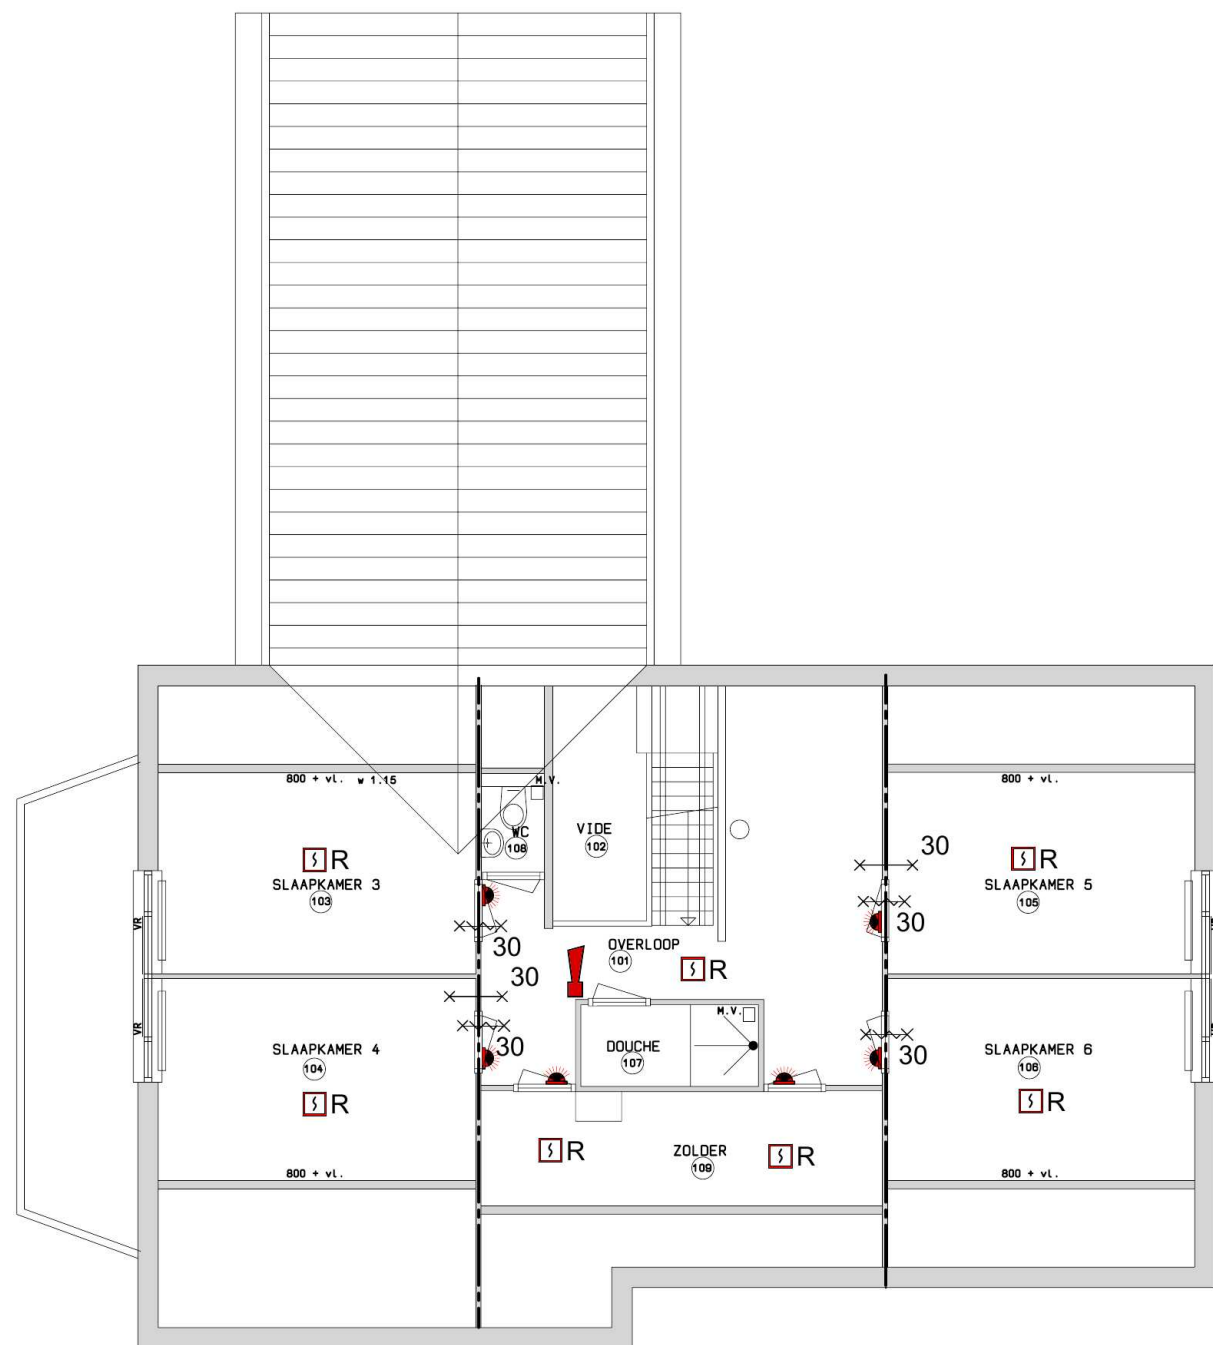 800 + vl. w 1.15
M.V.
800 + vl.
WC
108
VIDE
102
30
R
SLAAPKAMER 3
103
R
SLAAPKAMER 5
105
VR
30
30
VR
OVERLOOP
101
R
30
VR
M.V.
VR
SLAAPKAMER 4
104
30
DOUCHE
107
30
SLAAPKAMER 6
106
R
R
R
ZOLDER
109
R
800 + vl.
800 + vl.